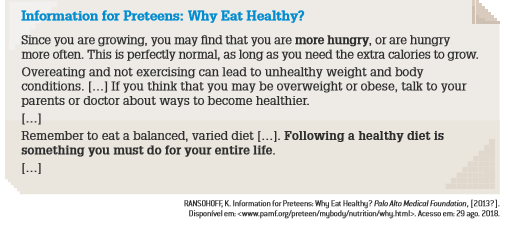 Information for Preteens: Why Eat Healthy?
Since you are growing, you may find that you are more hungry, or are hungry
more often. This is perfectly normal, as long as you need the extra calories to grow.
Overeating and not exercising can lead to unhealthy weight and body
conditions. [...] If you think that you may be overweight or obese, talk to your
parents or doctor about ways to become healthier.
[...]
Remember to eat a balanced, varied diet [...]. Following a healthy diet is
something you must do for your entire life.
[...]
RANSOHOFF, K. Information for Preteens: Why Eat Healthy? Palo Alto Medical Foundation, [2013?].
Disponível em: <www.pamf.org/preteen/mybody/nutrition/why.html>. Acesso em: 29 ago. 2018.